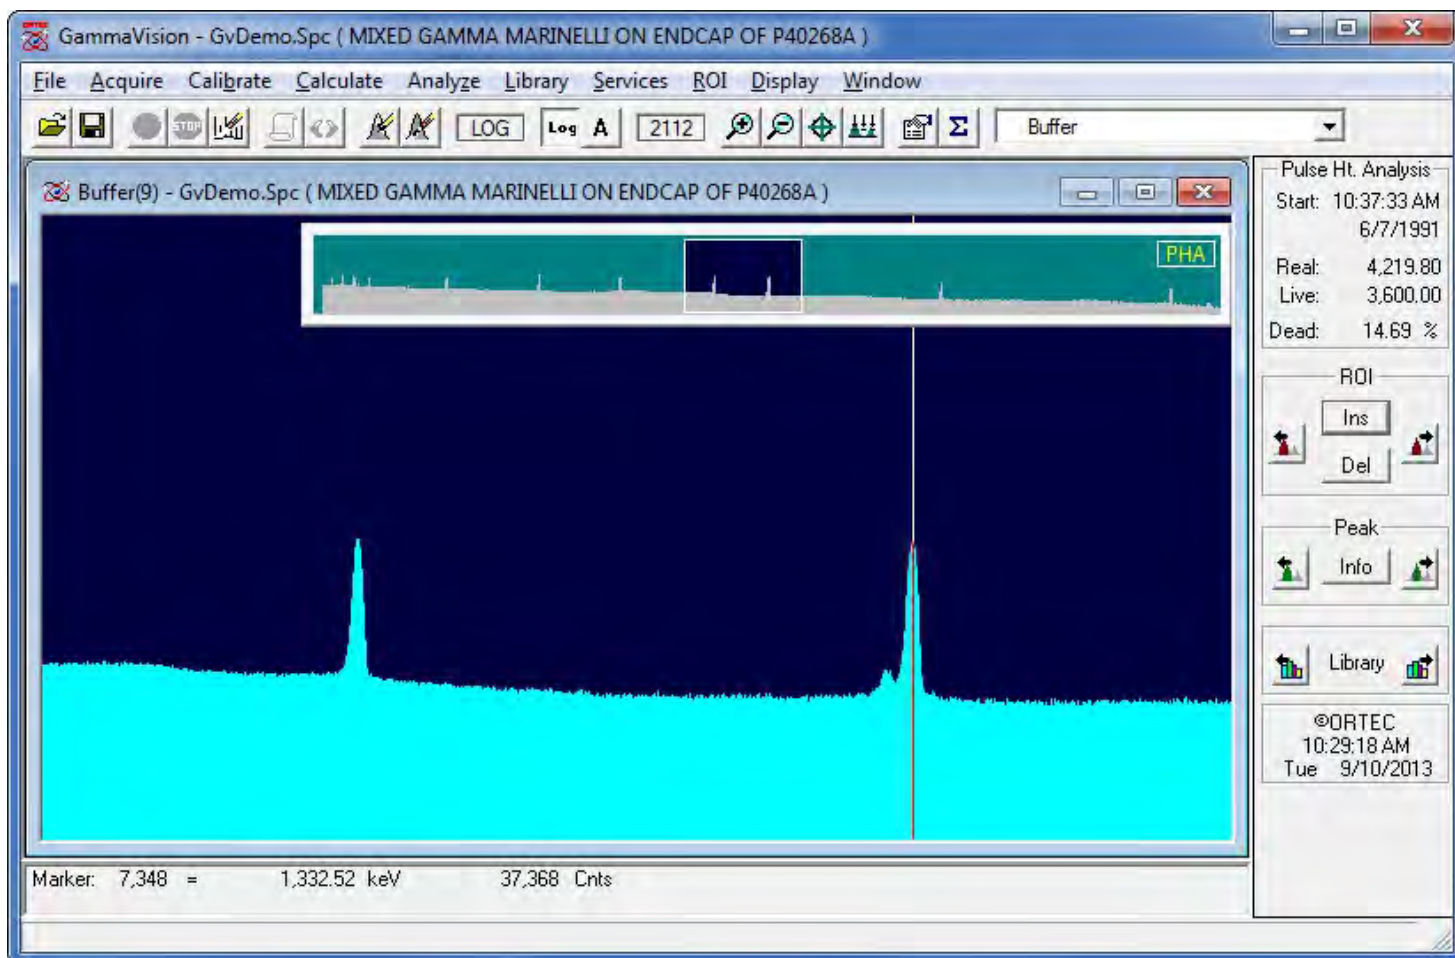 GammaVision - GvDemo.Spc ( MIXED GAMMA MARINELLI ON ENDCAP OF P40268A )
File Acquire Calibrate Calculate Analyze Library Services ROI Display Window
STOP LOG Log A 2112 Σ Buffer
Buffer(9) - GvDemo.Spc ( MIXED GAMMA MARINELLI ON ENDCAP OF P40268A )
PHA
Pulse Ht. Analysis
Start: 10:37:33 AM
6/7/1991
Real: 4,219.80
Live: 3,600.00
Dead: 14.69 %
ROI
Ins
Del
Peak
Info
Library
©ORTEC
10:29:18 AM
Tue 9/10/2013
Marker: 7,348 = 1,332.52 keV 37,368 Cnts